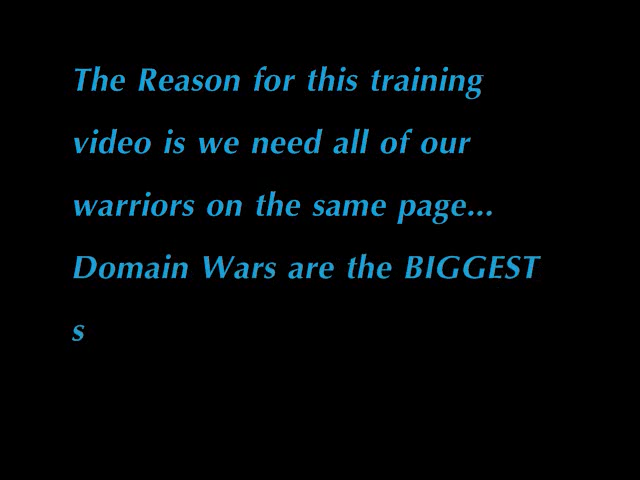 The Reason for this training
video is we need all of our
warriors on the same page...
Domain Wars are the BIGGEST
s